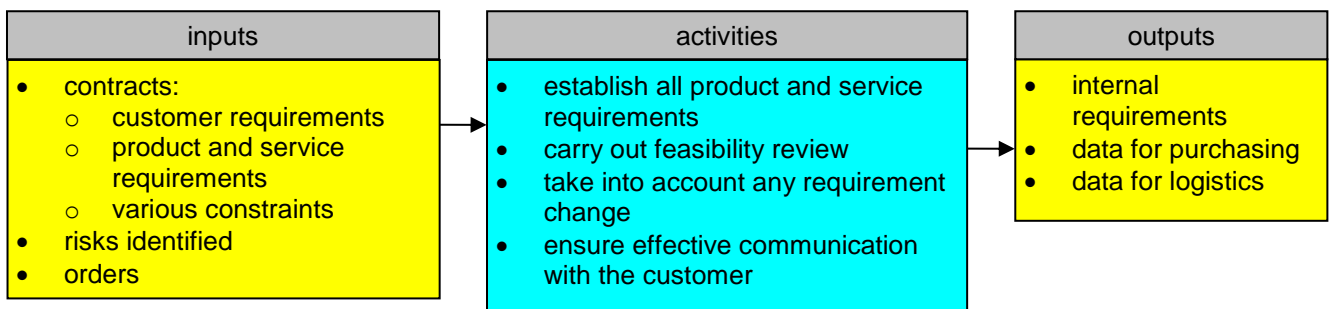 inputs
• contracts:
o customer requirements
o product and service
requirements
o various constraints
• risks identified
• orders
activities
• establish all product and service
requirements
• carry out feasibility review
• take into account any requirement
change
• ensure effective communication
with the customer
outputs
• internal
requirements
• data for purchasing
• data for logistics